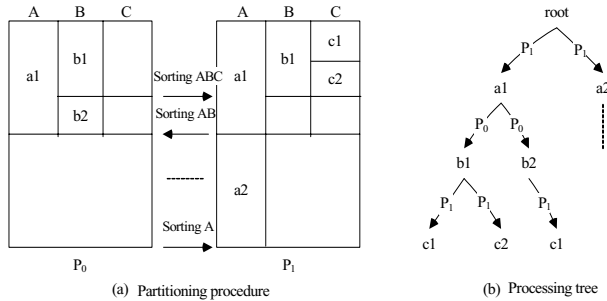 A B C
a1
b1
b2
P0
Sorting ABC
Sorting AB
Sorting A
A B C
a1
b1
c1
c2
a2
P1
(a) Partitioning procedure
root
P1 P1
a1 a2
P0 P0
b1 b2
P1 P1 P1
c1 c2 c1
(b) Processing tree